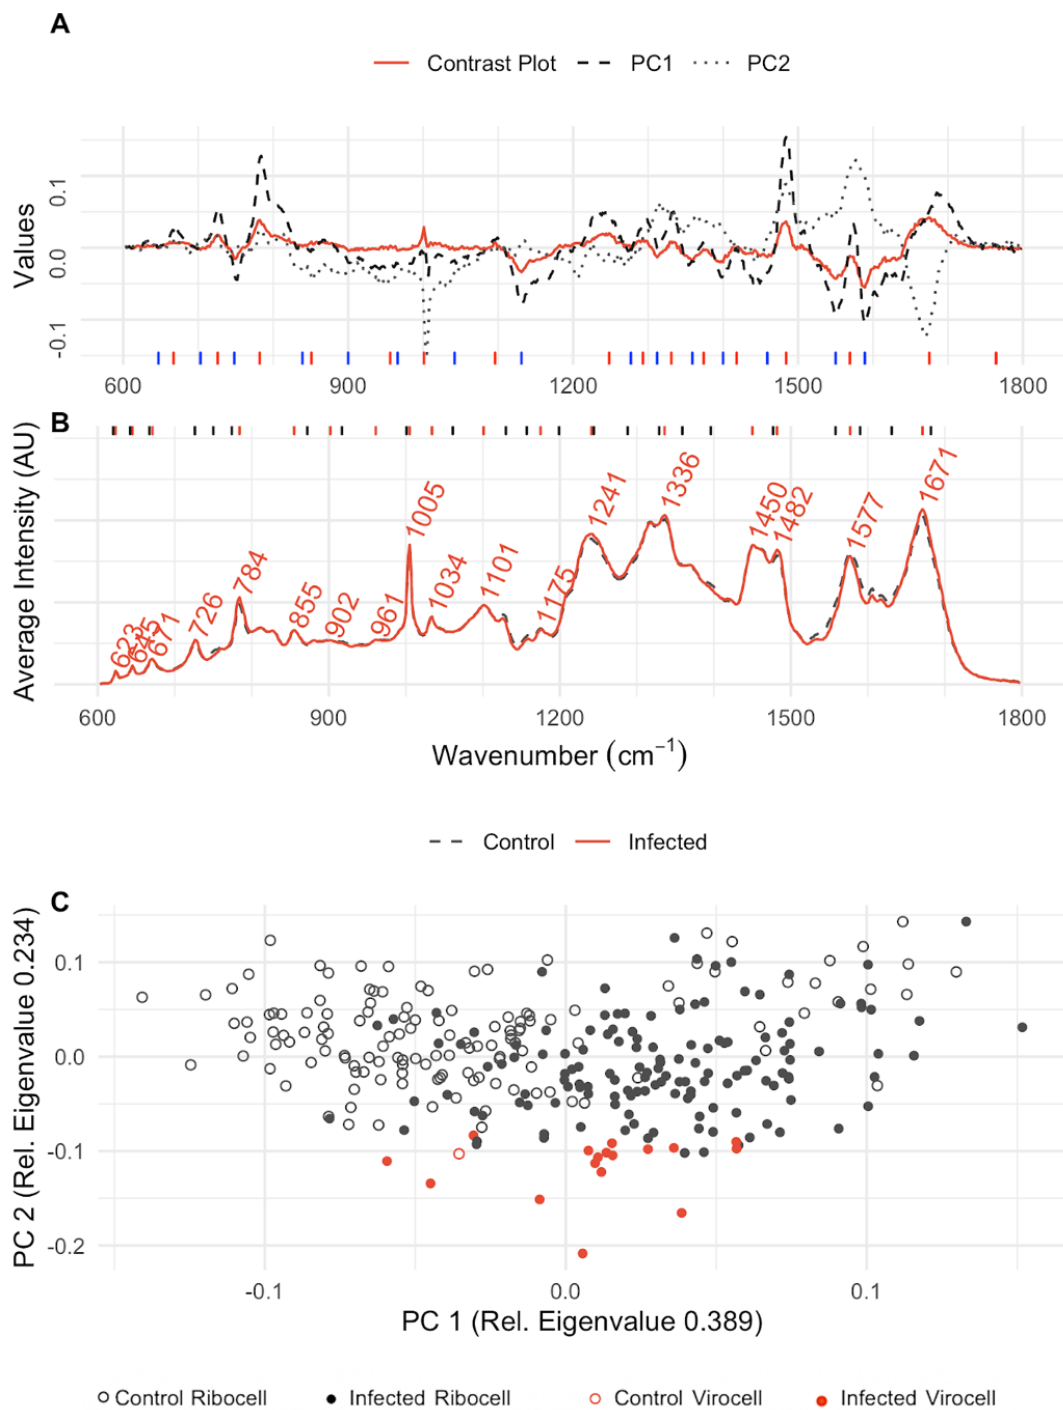 A
Contrast Plot PC1 PC2
Values
0.1
0.0
-0.1
600 900 1200 1500 1800
B
Average Intensity (AU)
623 645 671 726 784 855 902 961 1005 1034 1101 1175 1241 1336 1450 1482 1577 1671
600 900 1200 1500 1800
Wavenumber (cm⁻¹)
Control Infected
C
PC 2 (Rel. Eigenvalue 0.234)
0.1
0.0
-0.1
-0.2
-0.1 0.0 0.1
PC 1 (Rel. Eigenvalue 0.389)
Control Ribocell Infected Ribocell Control Virocell Infected Virocell